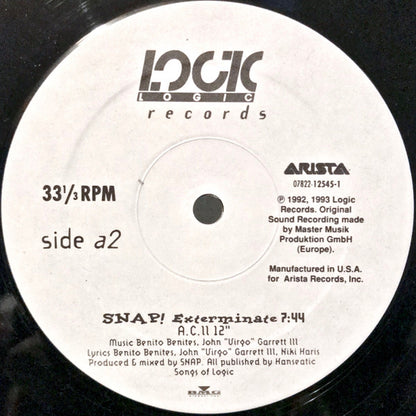 LOGIC
LOGIC
records
ARISTA
07822-12545-1
33 1/3 RPM
side a2
℗ 1992, 1993 Logic
Records. Original
Sound Recording made
by Master Musik
Produktion GmbH
(Europe).
Manufactured in U.S.A.
for Arista Records, Inc.
SNAP! Exterminate 7:44
A.C.II 12"
Music Benito Benites, John "Virgo" Garrett III
Lyrics Benito Benites, John "Virgo" Garrett III, Niki Haris
Produced & mixed by SNAP. All published by Hanseatic
Songs of Logic
BMG